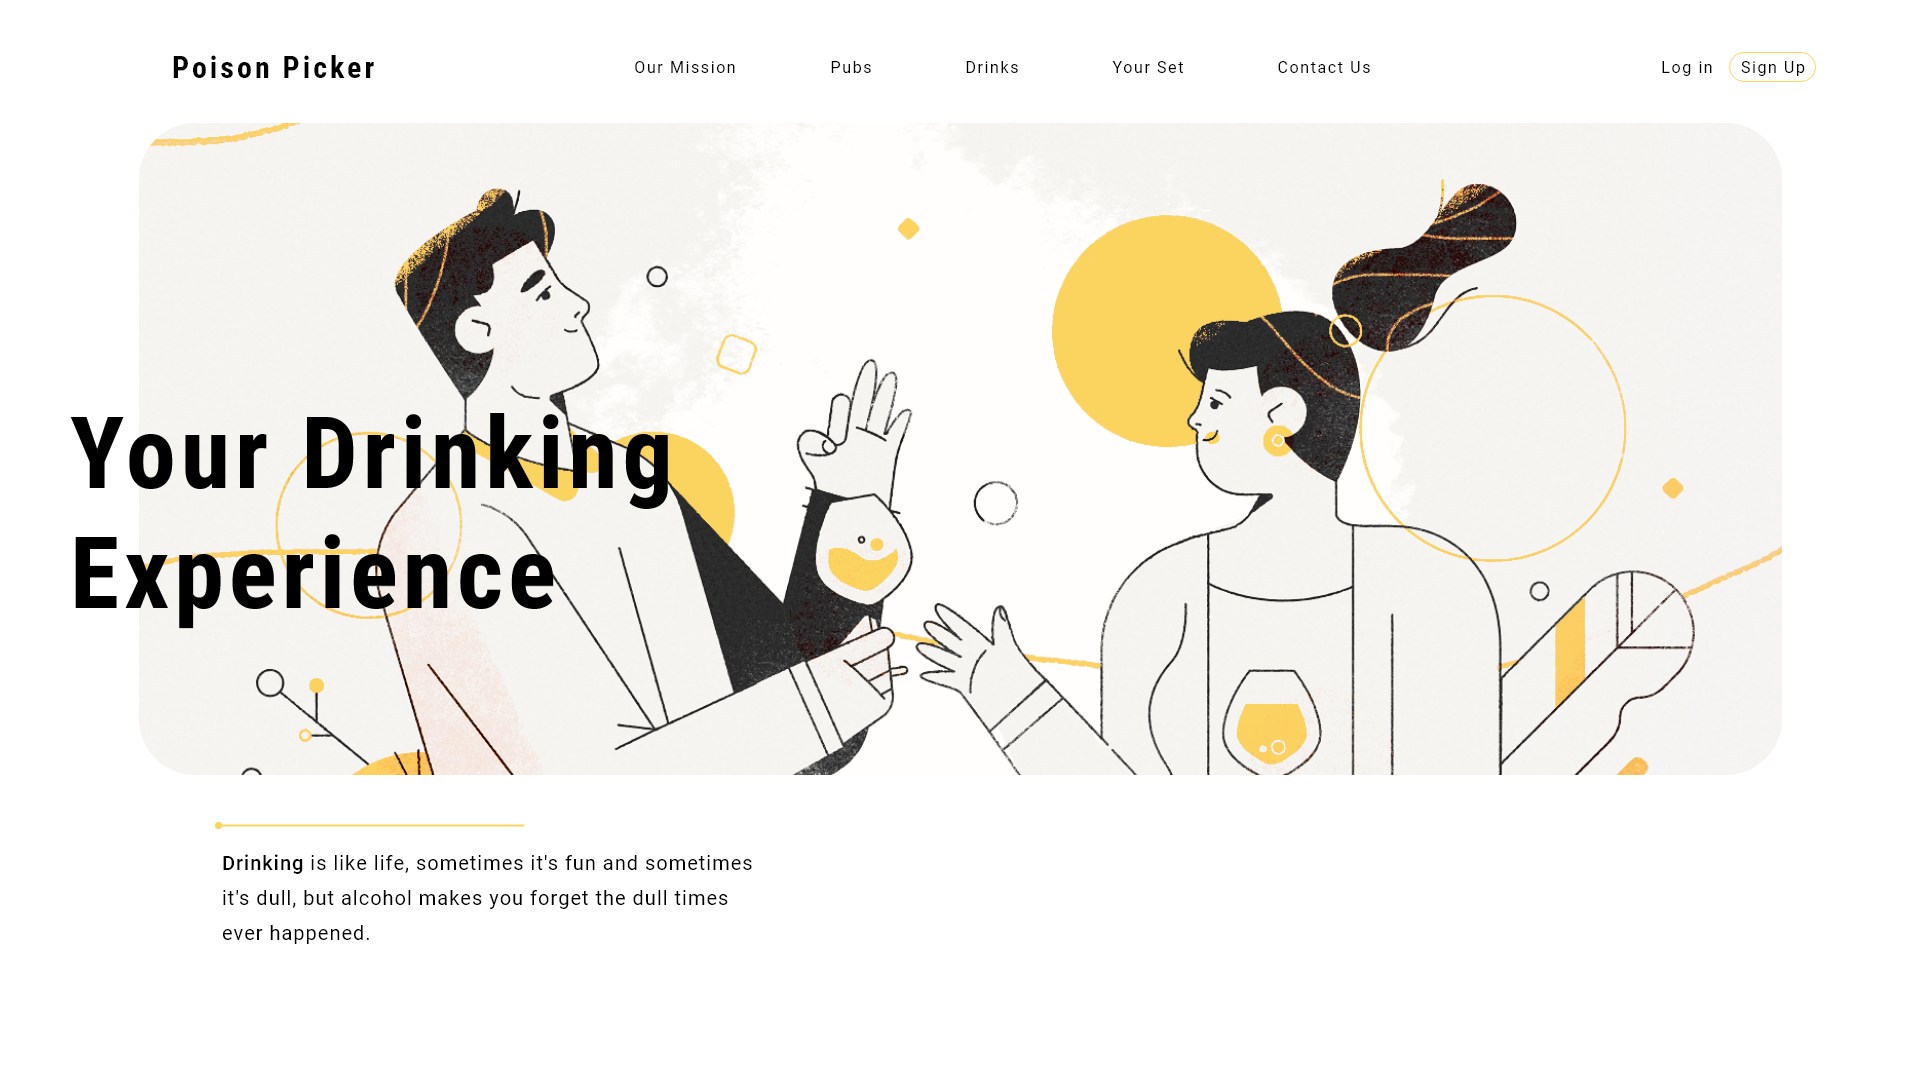 Poison Picker
Our Mission
Pubs
Drinks
Your Set
Contact Us
Log in
Sign Up
Your Drinking
Experience
Drinking is like life, sometimes it's fun and sometimes
it's dull, but alcohol makes you forget the dull times
ever happened.